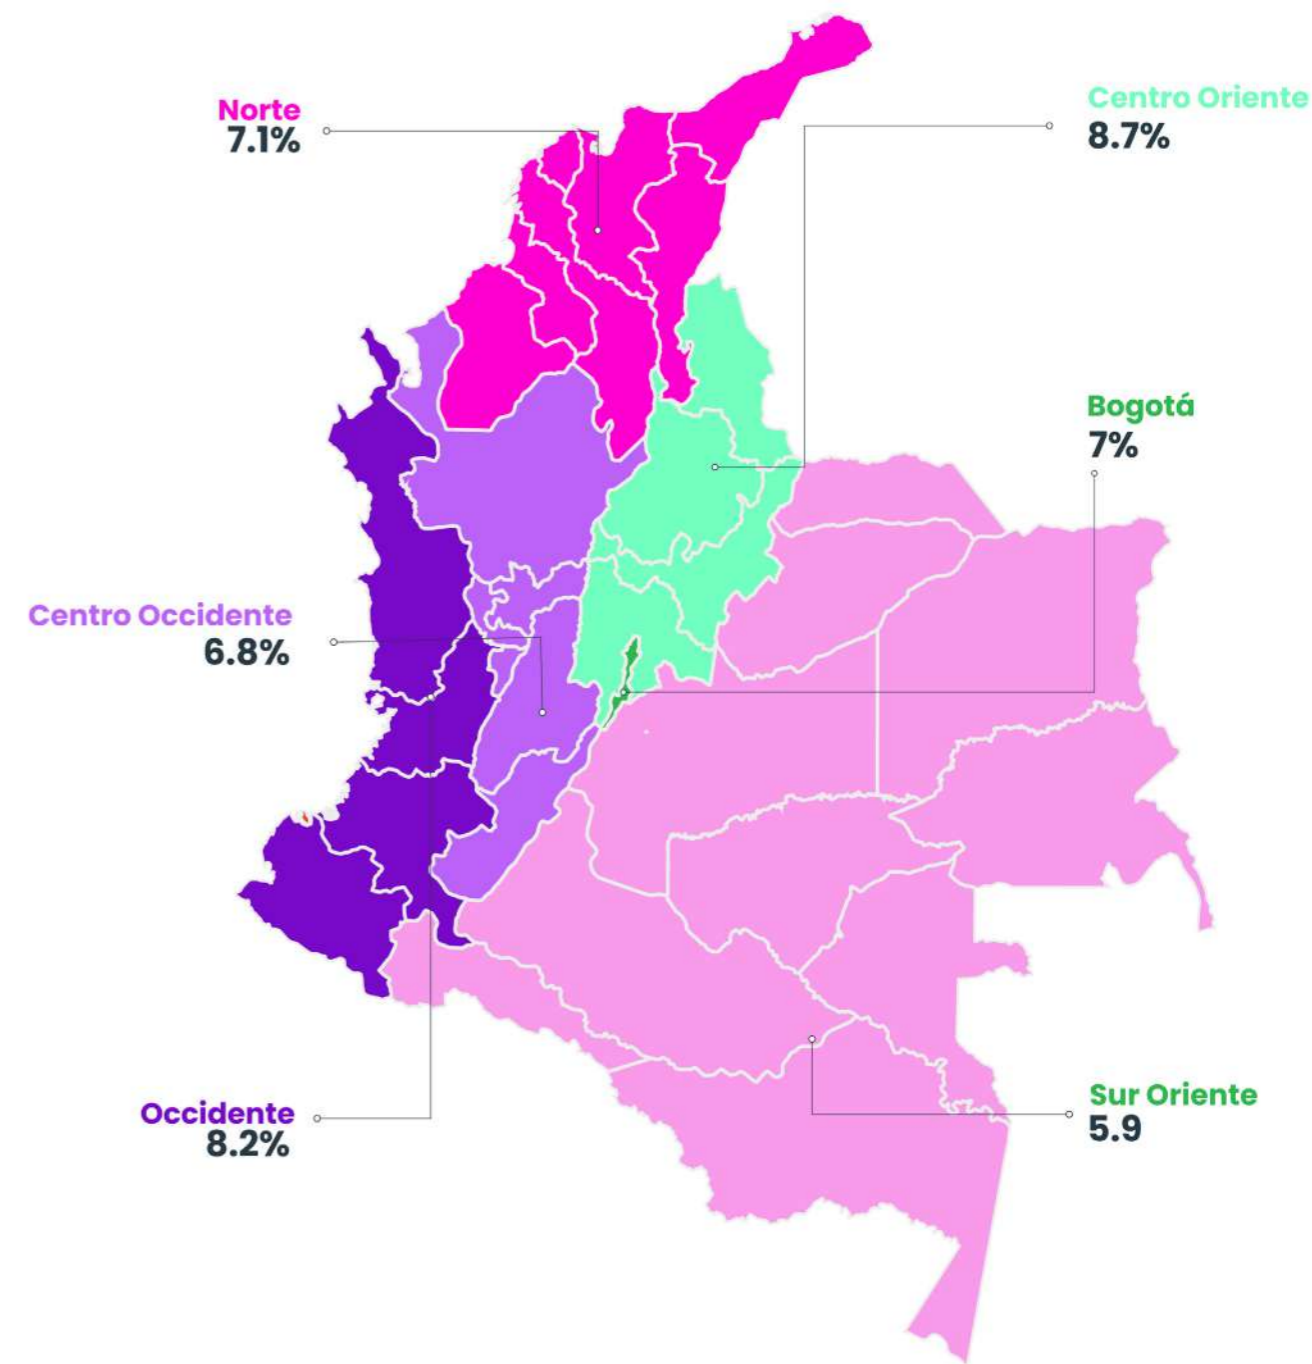 Norte
7.1%
Centro Oriente
8.7%
Bogotá
7%
Centro Occidente
6.8%
Occidente
8.2%
Sur Oriente
5.9